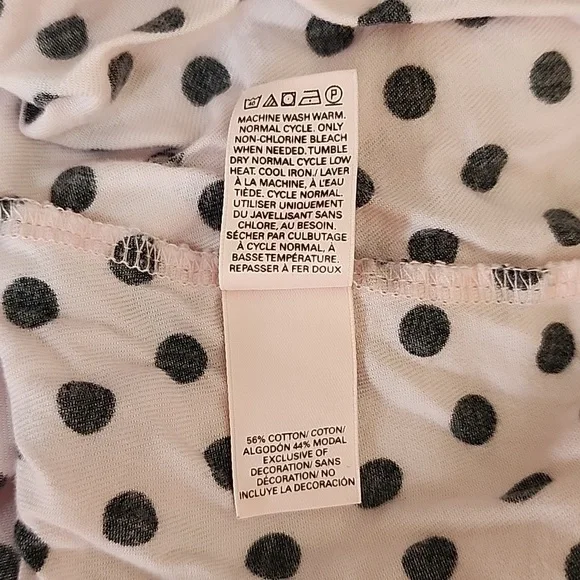 MACHINE WASH WARM.
NORMAL CYCLE. ONLY
NON-CHLORINE BLEACH
WHEN NEEDED. TUMBLE
DRY NORMAL CYCLE LOW
HEAT. COOL IRON./ LAVER
À LA MACHINE, À L'EAU
TIÈDE. CYCLE NORMAL.
UTILISER UNIQUEMENT
DU JAVELLISANT SANS
CHLORE, AU BESOIN.
SÉCHER PAR CULBUTAGE
À CYCLE NORMAL, À
BASSE TEMPÉRATURE.
REPASSER À FER DOUX
56% COTTON/ COTON/
ALGODÓN 44% MODAL
EXCLUSIVE OF
DECORATION/ SANS
DÉCORATION/ NO
INCLUYE LA DECORACIÓN